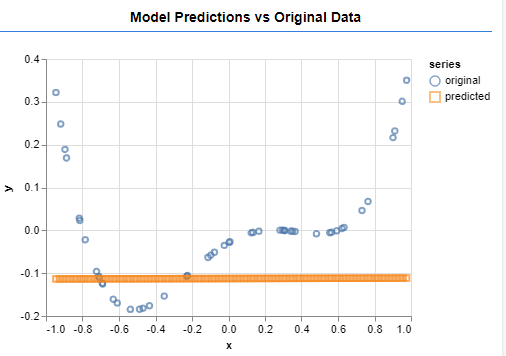 Model Predictions vs Original Data
series
original
predicted
y
0.4
0.3
0.2
0.1
0.0
-0.1
-0.2
-1.0 -0.8 -0.6 -0.4 -0.2 0.0 0.2 0.4 0.6 0.8 1.0
x